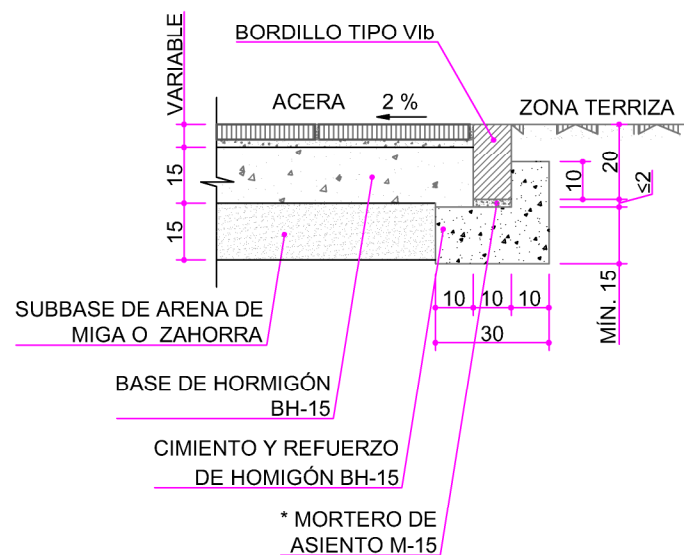 BORDILLO TIPO VIb
VARIABLE
ACERA
2 %
ZONA TERRIZA
15
15
10
20
≤2
MÍN. 15
10
10
10
30
SUBBASE DE ARENA DE
MIGA O ZAHORRA
BASE DE HORMIGÓN
BH-15
CIMIENTO Y REFUERZO
DE HOMIGÓN BH-15
* MORTERO DE
ASIENTO M-15